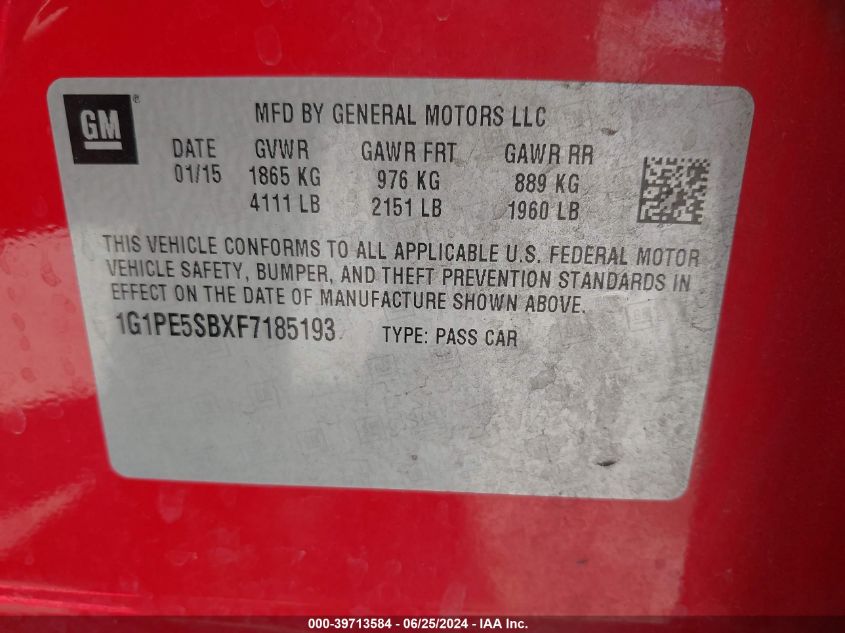 GM ®
MFD BY GENERAL MOTORS LLC
DATE GVWR GAWR FRT GAWR RR
01/15 1865 KG 976 KG 889 KG
4111 LB 2151 LB 1960 LB
THIS VEHICLE CONFORMS TO ALL APPLICABLE U.S. FEDERAL MOTOR
VEHICLE SAFETY, BUMPER, AND THEFT PREVENTION STANDARDS IN
EFFECT ON THE DATE OF MANUFACTURE SHOWN ABOVE.
1G1PE5SBXF7185193 TYPE: PASS CAR
000-39713584 - 06/25/2024 - IAA Inc.